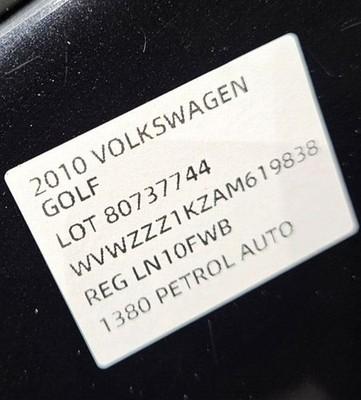 2010 VOLKSWAGEN
GOLF
LOT 80737744
WVWZZZ1KZAM619838
REG LN10FWB
1380 PETROL AUTO